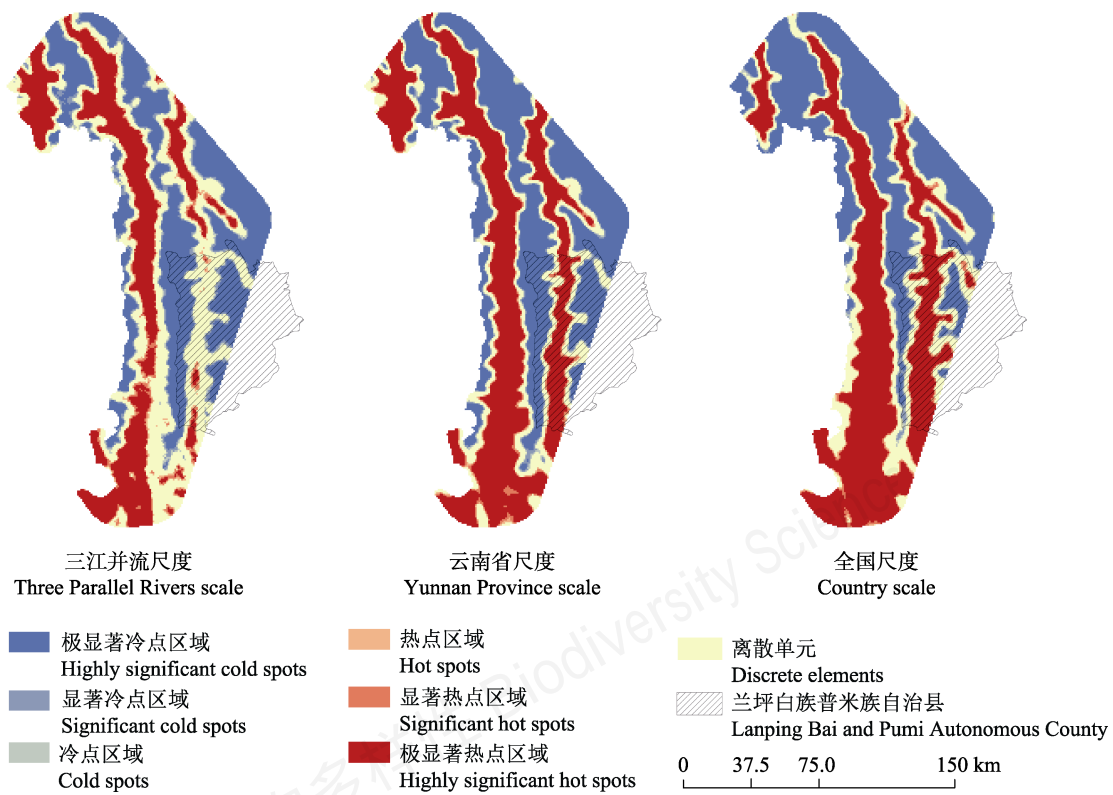 三江并流尺度
Three Parallel Rivers scale
云南省尺度
Yunnan Province scale
全国尺度
Country scale
极显著冷点区域
Highly significant cold spots
显著冷点区域
Significant cold spots
冷点区域
Cold spots
热点区域
Hot spots
显著热点区域
Significant hot spots
极显著热点区域
Highly significant hot spots
离散单元
Discrete elements
兰坪白族普米族自治县
Lanping Bai and Pumi Autonomous County
0 37.5 75.0 150 km
多样 Biodiversity Science